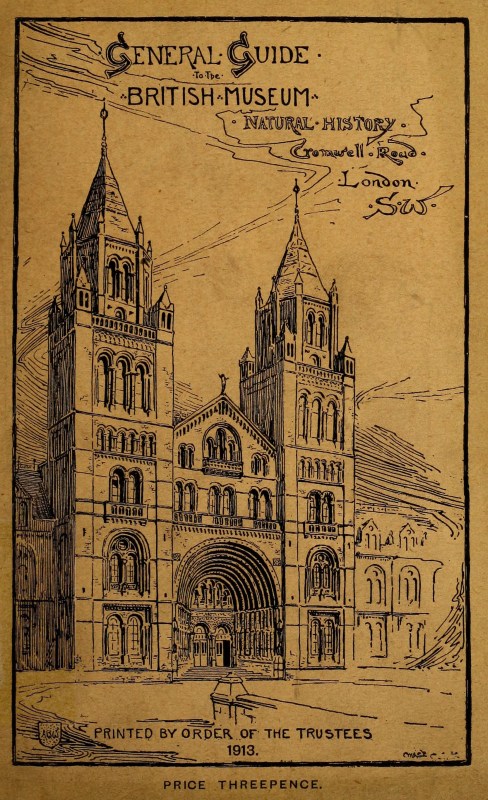 GENERAL · GUIDE ·
· To · the ·
· BRITISH · MUSEUM ·
· NATURAL · HISTORY ·
Cromwell · Road ·
London ·
· S · W ·
PRINTED BY ORDER OF THE TRUSTEES
1913.
PRICE THREEPENCE.